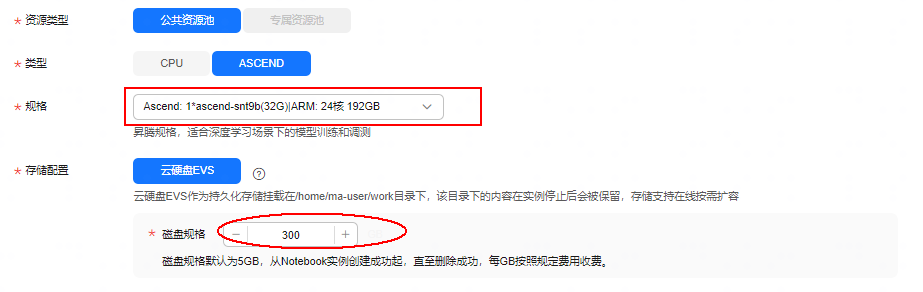 * 资源类型 公共资源池 专属资源池
* 类型 CPU ASCEND
* 规格 Ascend: 1*ascend-snt9b(32G)|ARM: 24核 192GB
昇腾规格，适合深度学习场景下的模型训练和调测
* 存储配置 云硬盘EVS ?
云硬盘EVS作为持久化存储挂载在/home/ma-user/work目录下，该目录下的内容在实例停止后会被保留，存储支持在线按需扩容
* 磁盘规格 − 300 +
磁盘规格默认为5GB，从Notebook实例创建成功起，直至删除成功，每GB按照规定费用收费。